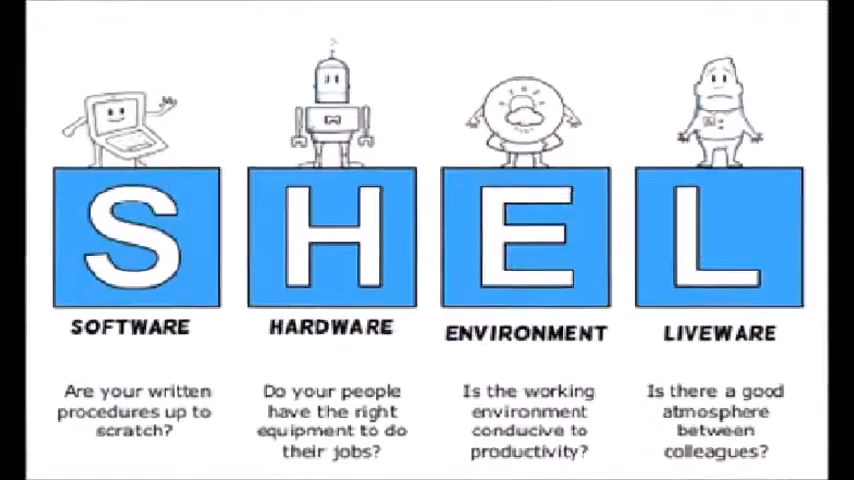 S H E L
SOFTWARE HARDWARE ENVIRONMENT LIVEWARE
Are your written
procedures up to
scratch?
Do your people
have the right
equipment to do
their jobs?
Is the working
environment
conducive to
productivity?
Is there a good
atmosphere
between
colleagues?